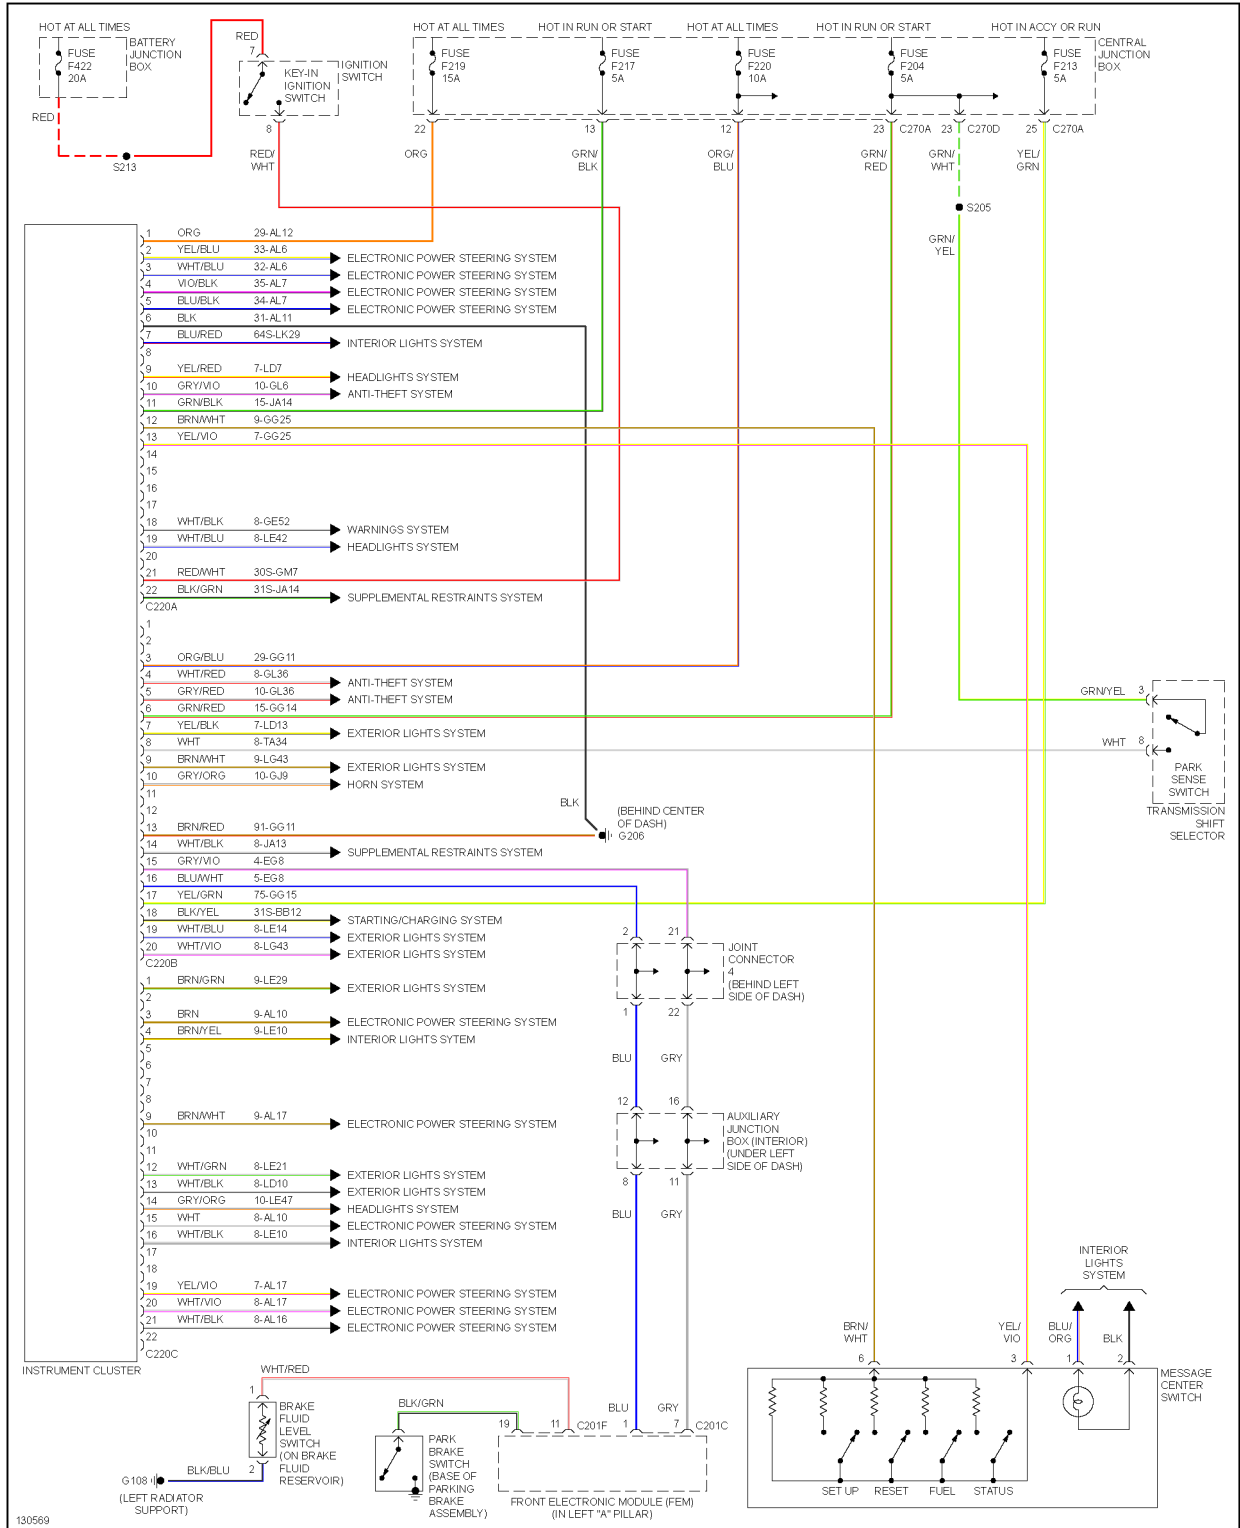 HOT AT ALL TIMES
HOT AT ALL TIMES
HOT IN RUN OR START
HOT AT ALL TIMES
HOT IN RUN OR START
HOT IN ACCY OR RUN
FUSE
F422
20A
BATTERY
JUNCTION
BOX
RED
7
KEY-IN
IGNITION
SWITCH
IGNITION
SWITCH
FUSE
F219
15A
FUSE
F217
5A
FUSE
F220
10A
FUSE
F204
5A
FUSE
F213
5A
CENTRAL
JUNCTION
BOX
RED
8
22
13
12
23
C270A
23
C270D
25
C270A
S213
RED/
WHT
ORG
GRN/
BLK
ORG/
BLU
GRN/
RED
GRN/
WHT
YEL/
GRN
S205
GRN/
YEL
1 ORG 29-AL12
2 YEL/BLU 33-AL6 ELECTRONIC POWER STEERING SYSTEM
3 WHT/BLU 32-AL6 ELECTRONIC POWER STEERING SYSTEM
4 VIO/BLK 35-AL7 ELECTRONIC POWER STEERING SYSTEM
5 BLU/BLK 34-AL7 ELECTRONIC POWER STEERING SYSTEM
6 BLK 31-AL11
7 BLU/RED 64S-LK29 INTERIOR LIGHTS SYSTEM
8
9 YEL/RED 7-LD7 HEADLIGHTS SYSTEM
10 GRY/VIO 10-GL6 ANTI-THEFT SYSTEM
11 GRN/BLK 15-JA14
12 BRN/WHT 9-GG25
13 YEL/VIO 7-GG25
14
15
16
17
18 WHT/BLK 8-GE52 WARNINGS SYSTEM
19 WHT/BLU 8-LE42 HEADLIGHTS SYSTEM
20
21 RED/WHT 30S-GM7
22 BLK/GRN 31S-JA14 SUPPLEMENTAL RESTRAINTS SYSTEM
C220A
1
2
3 ORG/BLU 29-GG11
4 WHT/RED 8-GL36 ANTI-THEFT SYSTEM
5 GRY/RED 10-GL36 ANTI-THEFT SYSTEM
6 GRN/RED 15-GG14
7 YEL/BLK 7-LD13 EXTERIOR LIGHTS SYSTEM
8 WHT 8-TA34
9 BRN/WHT 9-LG43 EXTERIOR LIGHTS SYSTEM
10 GRY/ORG 10-GJ9 HORN SYSTEM
11
12
13 BRN/RED 91-GG11
14 WHT/BLK 8-JA13 SUPPLEMENTAL RESTRAINTS SYSTEM
15 GRY/VIO 4-EG8
16 BLU/WHT 5-EG8
17 YEL/GRN 75-GG15
18 BLK/YEL 31S-BB12 STARTING/CHARGING SYSTEM
19 WHT/BLU 8-LE14 EXTERIOR LIGHTS SYSTEM
20 WHT/VIO 8-LG43 EXTERIOR LIGHTS SYSTEM
C220B
1 BRN/GRN 9-LE29 EXTERIOR LIGHTS SYSTEM
2
3 BRN 9-AL10 ELECTRONIC POWER STEERING SYSTEM
4 BRN/YEL 9-LE10 INTERIOR LIGHTS SYTEM
5
6
7
8
9 BRN/WHT 9-AL17 ELECTRONIC POWER STEERING SYSTEM
10
11
12 WHT/GRN 8-LE21 EXTERIOR LIGHTS SYSTEM
13 WHT/BLK 8-LD10 EXTERIOR LIGHTS SYSTEM
14 GRY/ORG 10-LE47 HEADLIGHTS SYSTEM
15 WHT 8-AL10 ELECTRONIC POWER STEERING SYSTEM
16 WHT/BLK 8-LE10 INTERIOR LIGHTS SYSTEM
17
18
19 YEL/VIO 7-AL17 ELECTRONIC POWER STEERING SYSTEM
20 WHT/VIO 8-AL17 ELECTRONIC POWER STEERING SYSTEM
21 WHT/BLK 8-AL16 ELECTRONIC POWER STEERING SYSTEM
22
C220C
INSTRUMENT CLUSTER
GRN/YEL 3
WHT 8
PARK
SENSE
SWITCH
TRANSMISSION
SHIFT
SELECTOR
BLK
(BEHIND CENTER
OF DASH)
G206
2
21
JOINT
CONNECTOR
4
(BEHIND LEFT
SIDE OF DASH)
1
22
BLU
GRY
12
16
AUXILIARY
JUNCTION
BOX (INTERIOR)
(UNDER LEFT
SIDE OF DASH)
8
11
BLU
GRY
INTERIOR
LIGHTS
SYSTEM
BRN/
WHT
YEL/
VIO
BLU/
ORG
BLK
6
3
1
2
MESSAGE
CENTER
SWITCH
SET UP
RESET
FUEL
STATUS
WHT/RED
1
BRAKE
FLUID
LEVEL
SWITCH
(ON BRAKE
FLUID
RESERVOIR)
BLK/BLU
2
G108
(LEFT RADIATOR
SUPPORT)
BLK/GRN
PARK
BRAKE
SWITCH
(BASE OF
PARKING
BRAKE
ASSEMBLY)
BLU
GRY
19
11
C201F
1
7
C201C
FRONT ELECTRONIC MODULE (FEM)
(IN LEFT "A" PILLAR)
130569